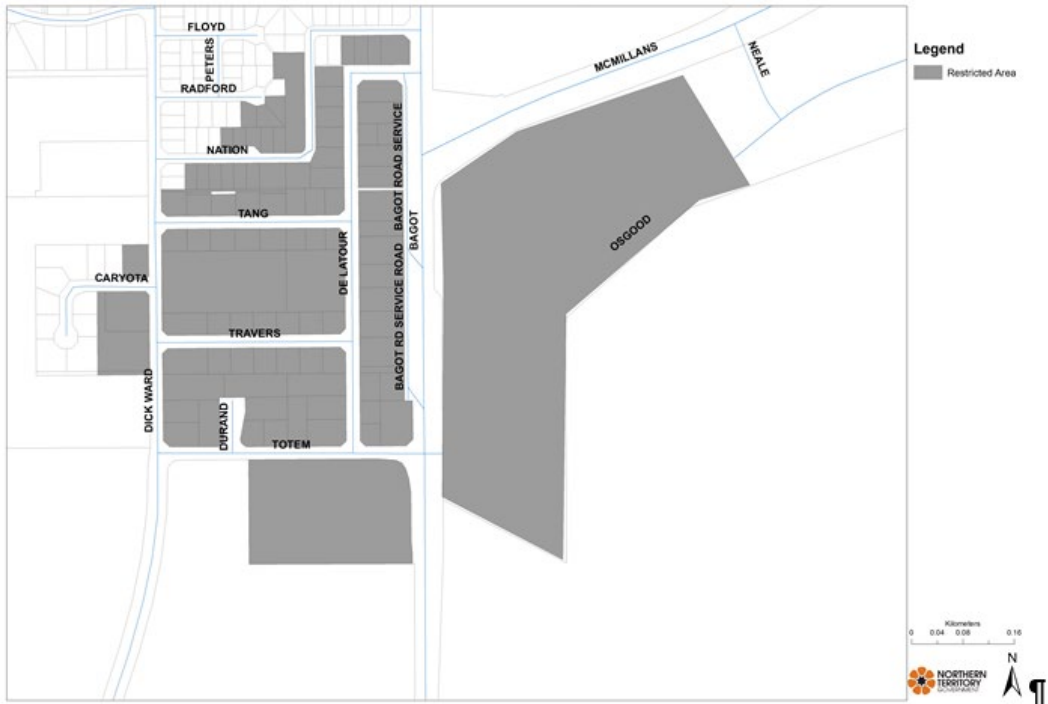 FLOYD
PETERS
RADFORD
NATION
TANG
CARYOTA
DICK WARD
TRAVERS
DURAND
TOTEM
DE LATOUR
BAGOT ROAD SERVICE
BAGOT RD SERVICE ROAD
BAGOT
MCMILLANS
NEALE
OSGOOD
Legend
Restricted Area
Kilometers
0 0.04 0.08 0.16
NORTHERN
TERRITORY
GOVERNMENT
N
¶